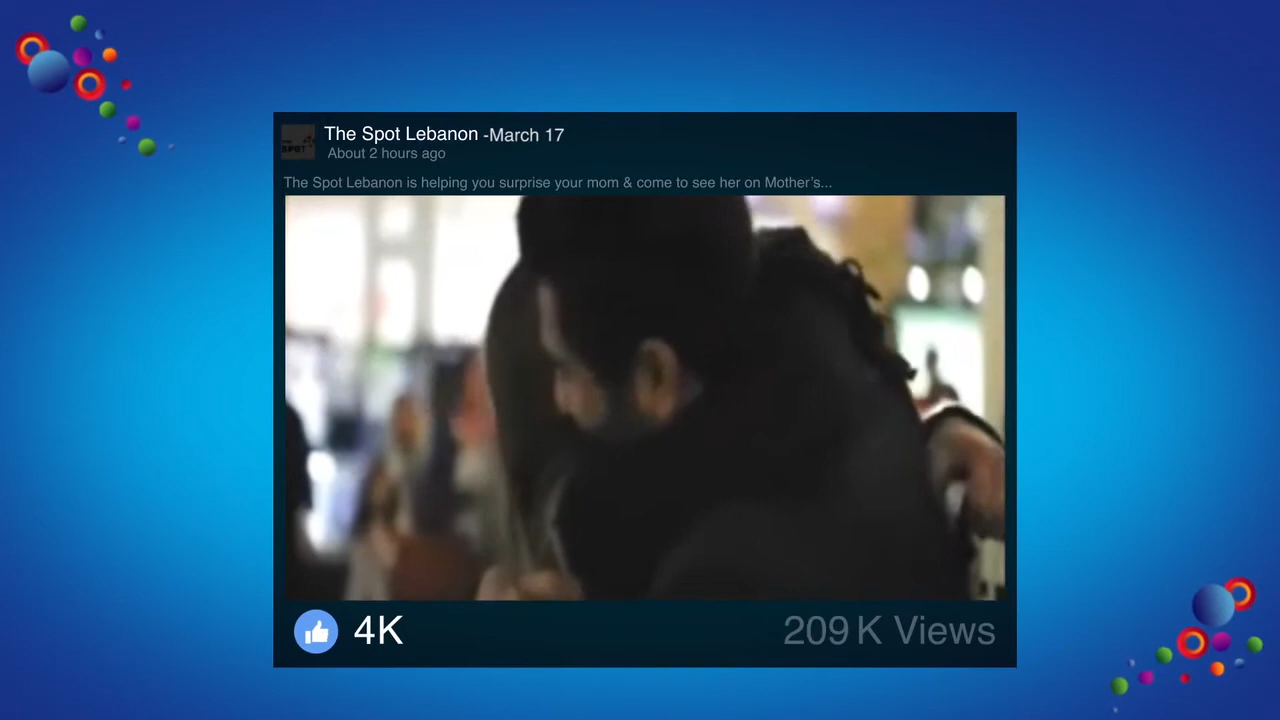 The Spot Lebanon -March 17
About 2 hours ago
The Spot Lebanon is helping you surprise your mom & come to see her on Mother’s...
4K
209 K Views